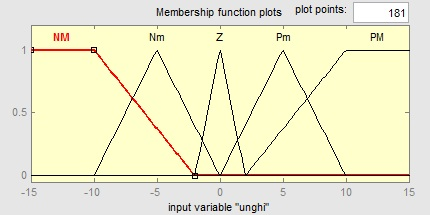 Membership function plots plot points: 181
NM Nm Z Pm PM
1
0.5
0
-15 -10 -5 0 5 10 15
input variable "unghi"